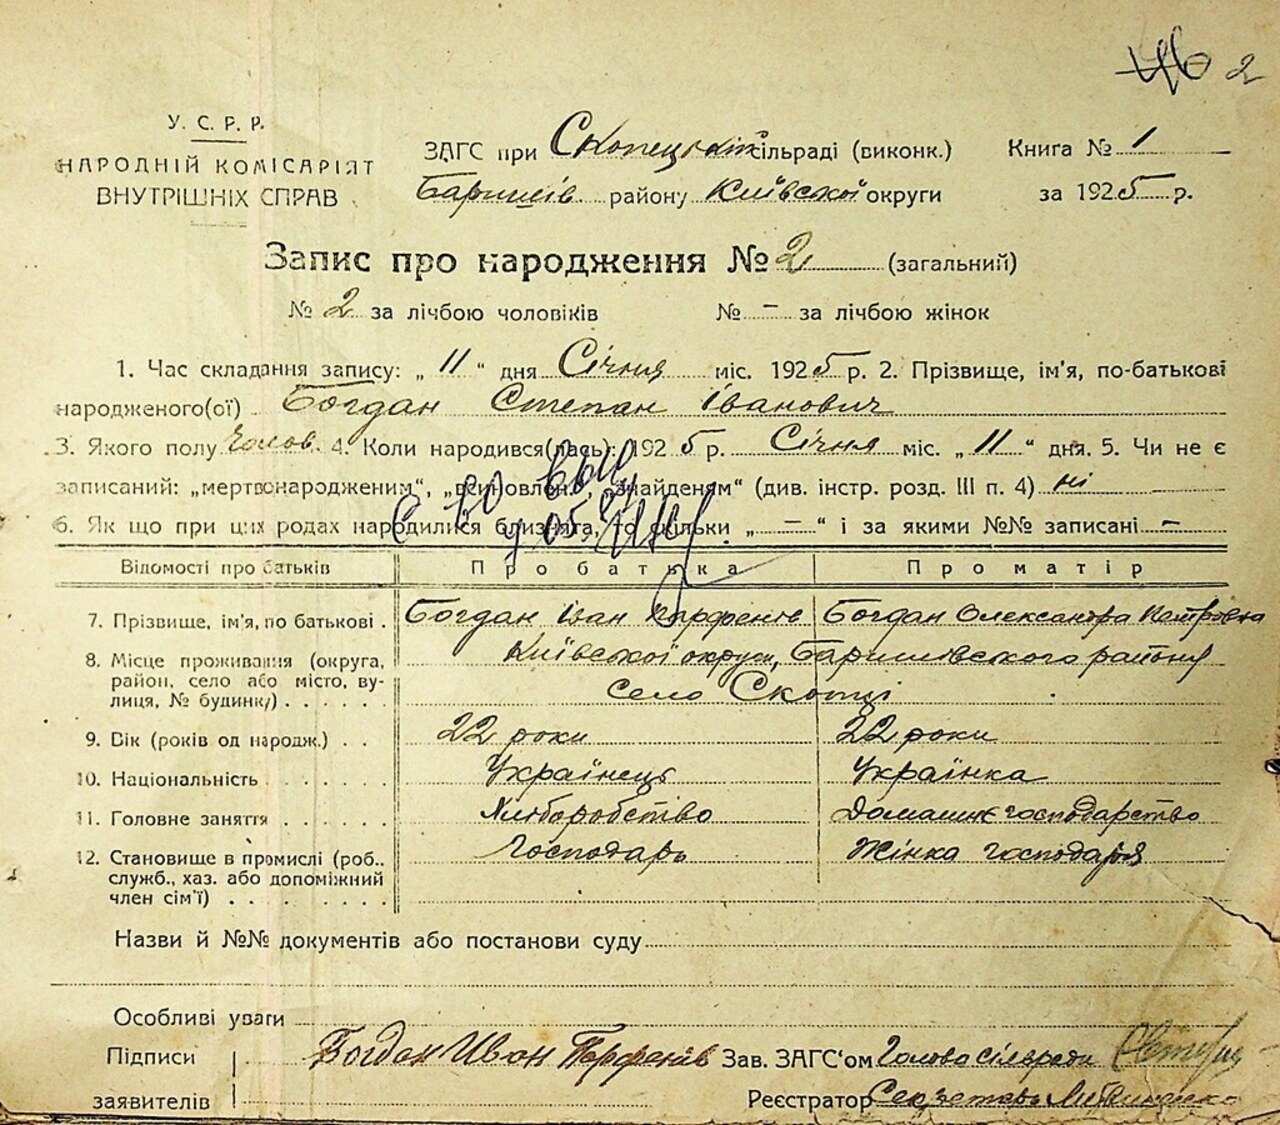 2
У. С. Р. Р.
НАРОДНІЙ КОМІСАРІЯТ
ВНУТРІШНІХ СПРАВ
ЗАГС при Скопецькій сільраді (виконк.)
Баришів. району Київської округи
Книга № 1
за 1925 р.
Запис про народження № 2 (загальний)
№ 2 за лічбою чоловіків № – за лічбою жінок
1. Час складання запису: „ 11 “ дня Січня міс. 1925 р. 2. Прізвище, ім'я, по-батькові
народженого(ої) Богдан Степан Іванович
3. Якого полу Чолов. 4. Коли народився(лась): 1925 р. Січня міс. „ 11 “ дня. 5. Чи не є
записаний: „мертвонародженим“, „всиновлен.“, „знайденям“ (див. інстр. розд. III п. 4) ні
6. Як що при цих родах народилися близнята, то скільки „ – “ і за якими №№ записані –
Відомості про батьків Про батька Про матір
7. Прізвище, ім'я, по батькові . Богдан Іван Парфенів Богдан Олександра Петровна
8. Місце проживання (округа, Київської округи, Баришівського району
район, село або місто, ву- село Скопці
лиця, № будинку) . . . . . .
9. Вік (років од народж.) . . 22 роки 22 роки
10. Національність . . . . . . Українець Українка
11. Головне заняття . . . . . . Хліборобство Домашнє господарство
12. Становище в промислі (роб., Господарь Жінка господаря
служб., хаз. або допоміжний
член сім'ї) . . . . . . .
Назви й №№ документів або постанови суду
Особливі уваги
Підписи Богдан Иван Парфенів Зав. ЗАГС'ом Голова сільради
заявителів Реєстратор Секретарь